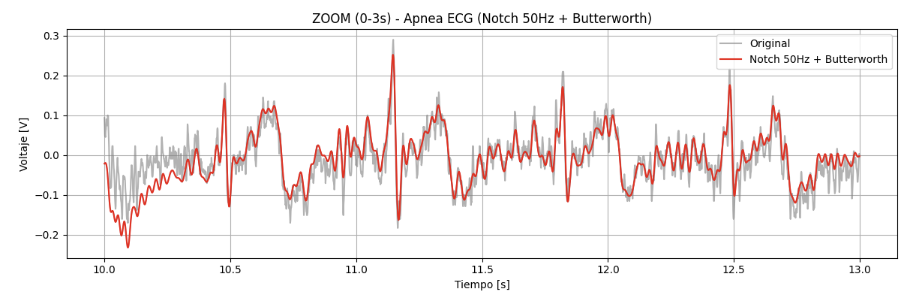 ZOOM (0-3s) - Apnea ECG (Notch 50Hz + Butterworth)
Original
Notch 50Hz + Butterworth
Voltaje [V]
0.3
0.2
0.1
0.0
−0.1
−0.2
10.0 10.5 11.0 11.5 12.0 12.5 13.0
Tiempo [s]